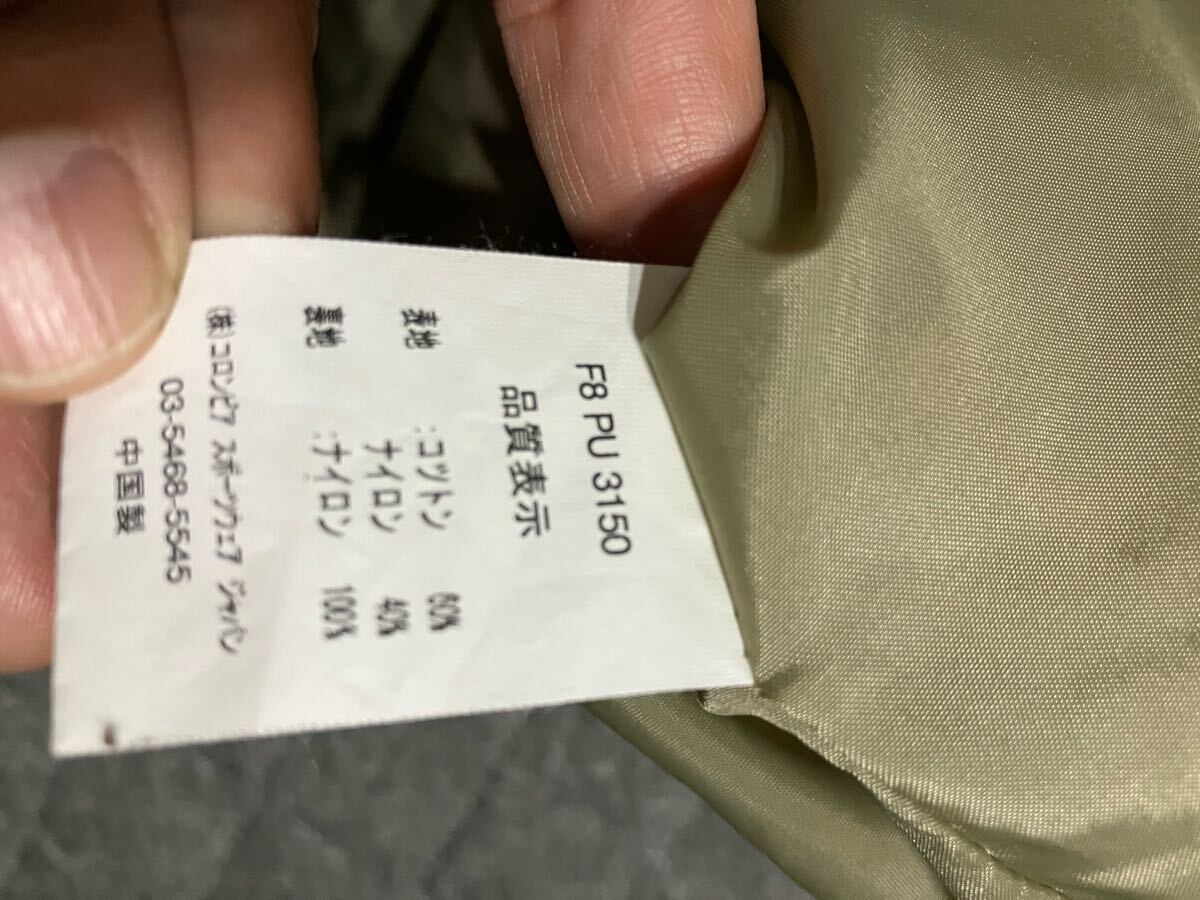 F8 PU 3150
品質表示
表地 :コットン 60%
ナイロン 40%
裏地 :ナイロン 100%
(株)コロンビア スポーツウェア ジャパン
03-5468-5545
中国製